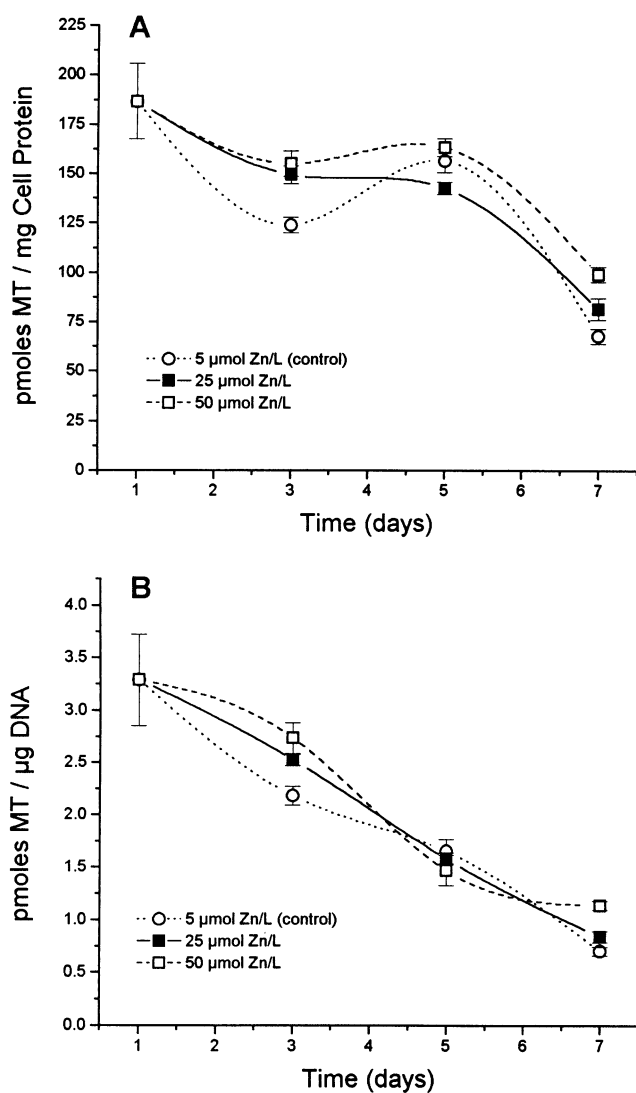 A
225
200
175
150
125
100
75
50
25
0
pmoles MT / mg Cell Protein
5 µmol Zn/L (control)
25 µmol Zn/L
50 µmol Zn/L
1 2 3 4 5 6 7
Time (days)
B
4.0
3.5
3.0
2.5
2.0
1.5
1.0
0.5
0.0
pmoles MT / µg DNA
5 µmol Zn/L (control)
25 µmol Zn/L
50 µmol Zn/L
1 2 3 4 5 6 7
Time (days)